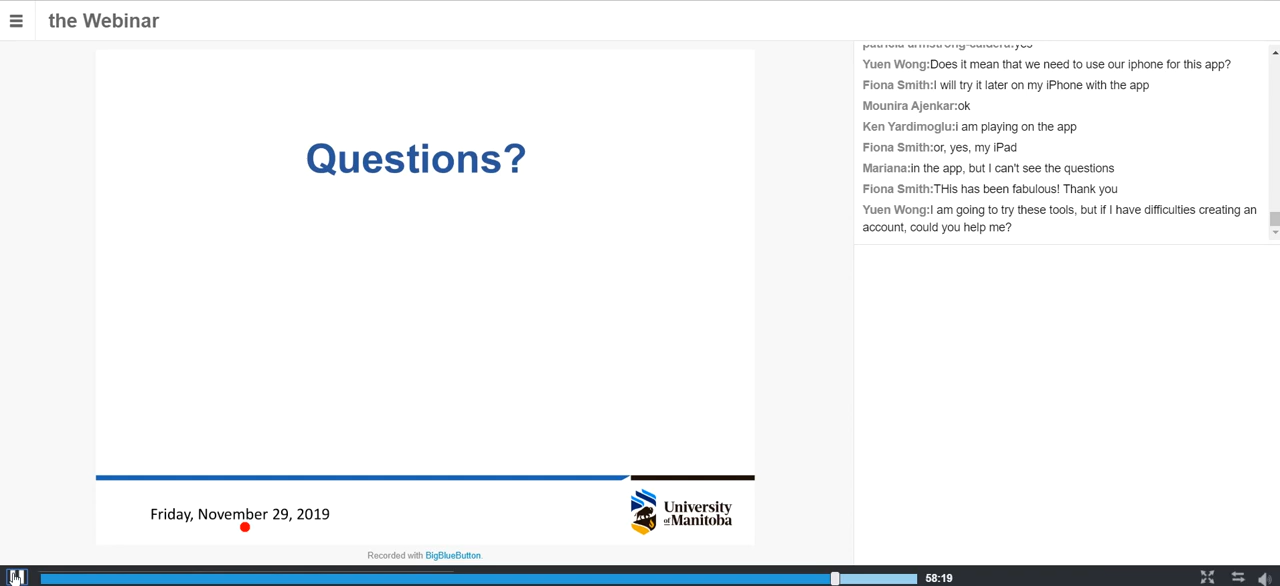 the Webinar
Questions?
Friday, November 29, 2019
University
of Manitoba
Recorded with BigBlueButton.
patricia armstrong-caldera:yes
Yuen Wong:Does it mean that we need to use our iphone for this app?
Fiona Smith:I will try it later on my iPhone with the app
Mounira Ajenkar:ok
Ken Yardimoglu:i am playing on the app
Fiona Smith:or, yes, my iPad
Mariana:in the app, but I can't see the questions
Fiona Smith:THis has been fabulous! Thank you
Yuen Wong:I am going to try these tools, but if I have difficulties creating an
account, could you help me?
58:19